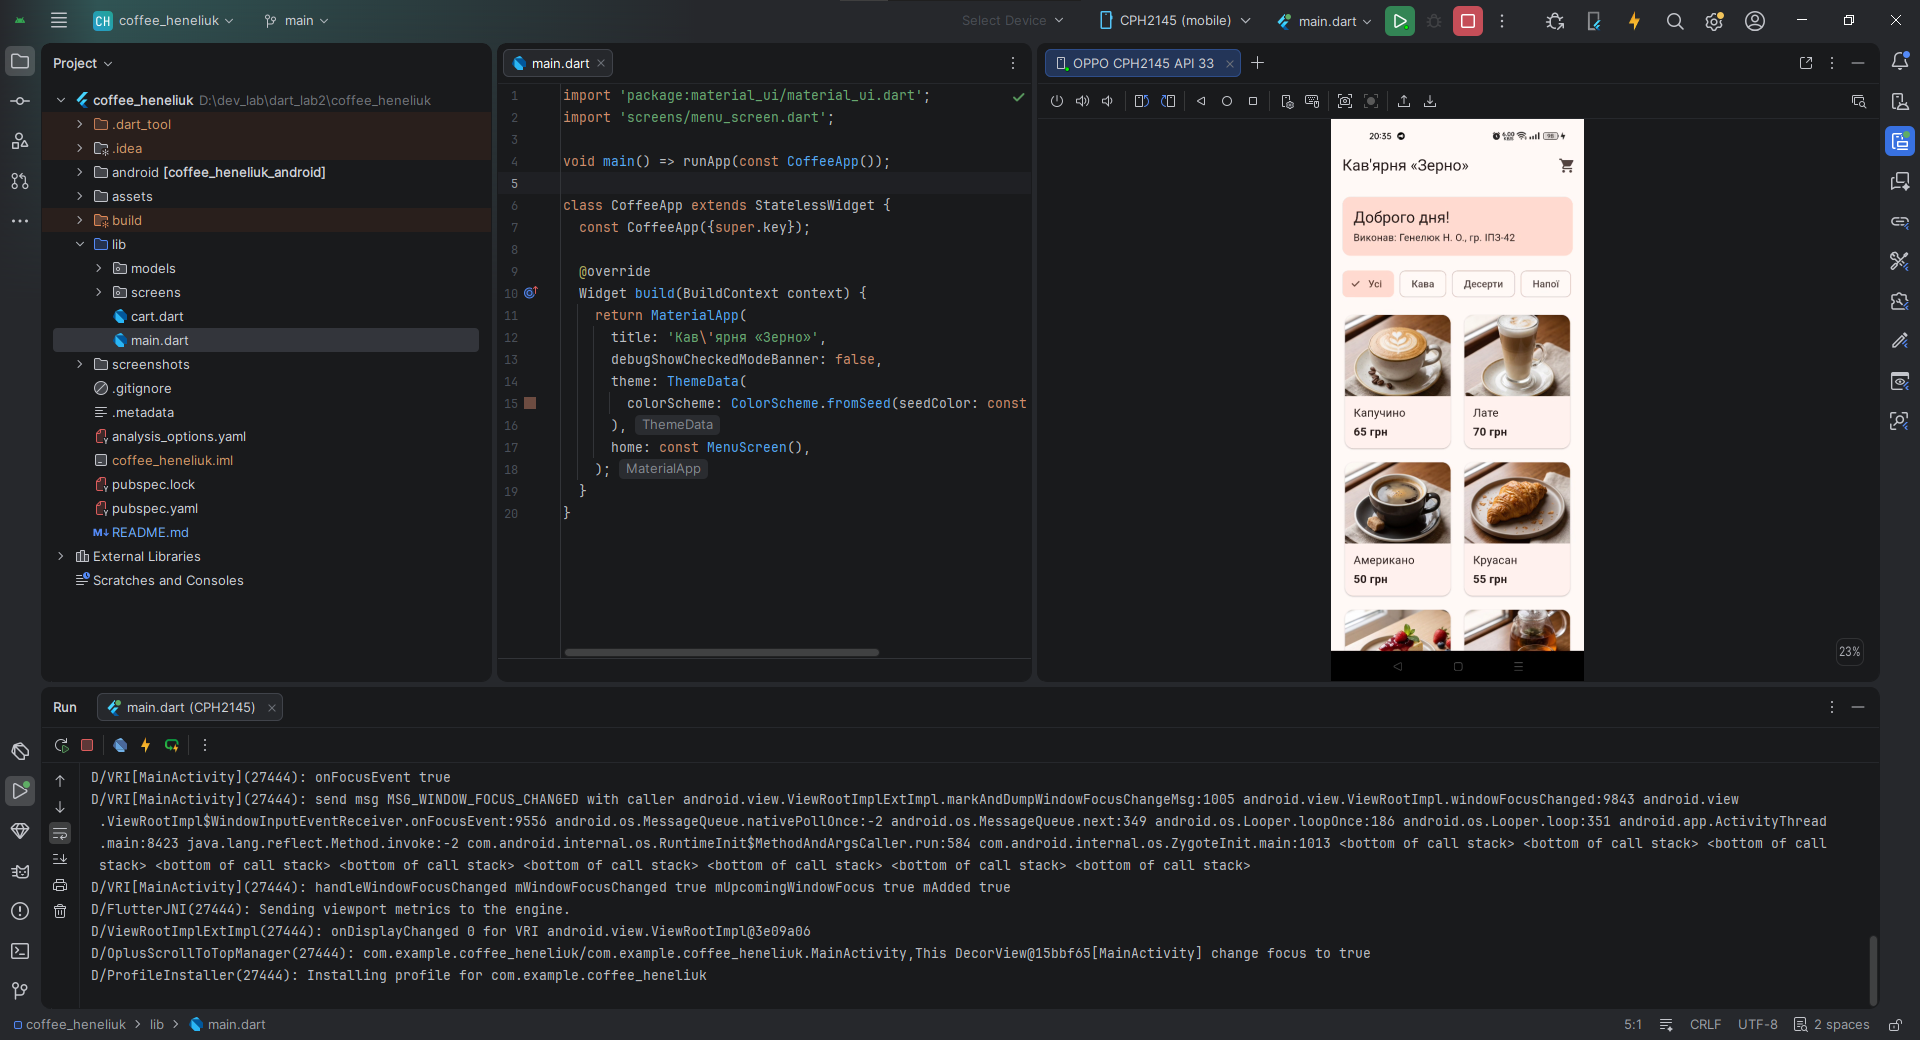 CH coffee_heneliuk
main
Select Device
CPH2145 (mobile)
main.dart
Project
coffee_heneliuk D:\dev_lab\dart_lab2\coffee_heneliuk
.dart_tool
.idea
android [coffee_heneliuk_android]
assets
build
lib
models
screens
cart.dart
main.dart
screenshots
.gitignore
.metadata
analysis_options.yaml
coffee_heneliuk.iml
pubspec.lock
pubspec.yaml
README.md
External Libraries
Scratches and Consoles
main.dart
1 import 'package:material_ui/material_ui.dart';
2 import 'screens/menu_screen.dart';
3
4 void main() => runApp(const CoffeeApp());
5
6 class CoffeeApp extends StatelessWidget {
7 const CoffeeApp({super.key});
8
9 @override
10 Widget build(BuildContext context) {
11 return MaterialApp(
12 title: 'Кав\'ярня «Зерно»',
13 debugShowCheckedModeBanner: false,
14 theme: ThemeData(
15 colorScheme: ColorScheme.fromSeed(seedColor: const
16 ), ThemeData
17 home: const MenuScreen(),
18 ); MaterialApp
19 }
20 }
OPPO CPH2145 API 33
20:35
98
Кав'ярня «Зерно»
Доброго дня!
Виконав: Генелюк Н. О., гр. ІПЗ-42
Усі
Кава
Десерти
Напої
Капучино
65 грн
Лате
70 грн
Американо
50 грн
Круасан
55 грн
23%
Run
main.dart (CPH2145)
D/VRI[MainActivity](27444): onFocusEvent true
D/VRI[MainActivity](27444): send msg MSG_WINDOW_FOCUS_CHANGED with caller android.view.ViewRootImplExtImpl.markAndDumpWindowFocusChangeMsg:1005 android.view.ViewRootImpl.windowFocusChanged:9843 android.view
.ViewRootImpl$WindowInputEventReceiver.onFocusEvent:9556 android.os.MessageQueue.nativePollOnce:-2 android.os.MessageQueue.next:349 android.os.Looper.loopOnce:186 android.os.Looper.loop:351 android.app.ActivityThread
.main:8423 java.lang.reflect.Method.invoke:-2 com.android.internal.os.RuntimeInit$MethodAndArgsCaller.run:584 com.android.internal.os.ZygoteInit.main:1013 <bottom of call stack> <bottom of call stack> <bottom of call
stack> <bottom of call stack> <bottom of call stack> <bottom of call stack> <bottom of call stack> <bottom of call stack> <bottom of call stack>
D/VRI[MainActivity](27444): handleWindowFocusChanged mWindowFocusChanged true mUpcomingWindowFocus true mAdded true
D/FlutterJNI(27444): Sending viewport metrics to the engine.
D/ViewRootImplExtImpl(27444): onDisplayChanged 0 for VRI android.view.ViewRootImpl@3e09a06
D/OplusScrollToTopManager(27444): com.example.coffee_heneliuk/com.example.coffee_heneliuk.MainActivity,This DecorView@15bbf65[MainActivity] change focus to true
D/ProfileInstaller(27444): Installing profile for com.example.coffee_heneliuk
coffee_heneliuk > lib > main.dart
5:1
CRLF
UTF-8
2 spaces